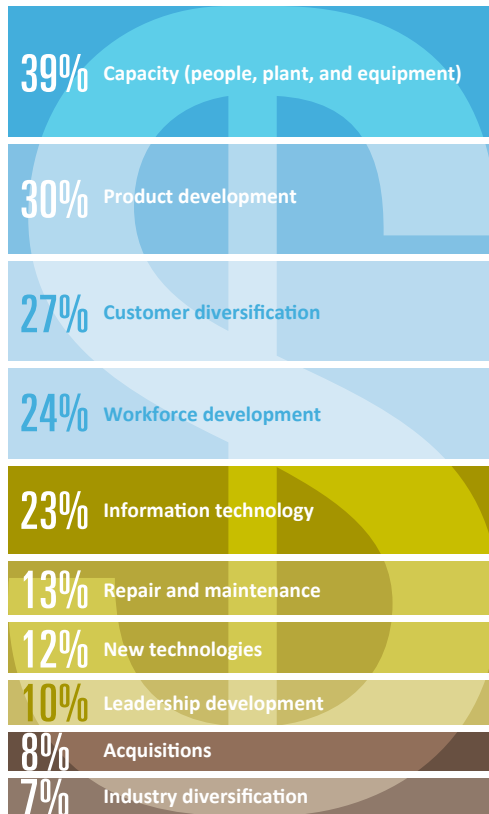 39% Capacity (people, plant, and equipment)
30% Product development
27% Customer diversification
24% Workforce development
23% Information technology
13% Repair and maintenance
12% New technologies
10% Leadership development
8% Acquisitions
7% Industry diversification